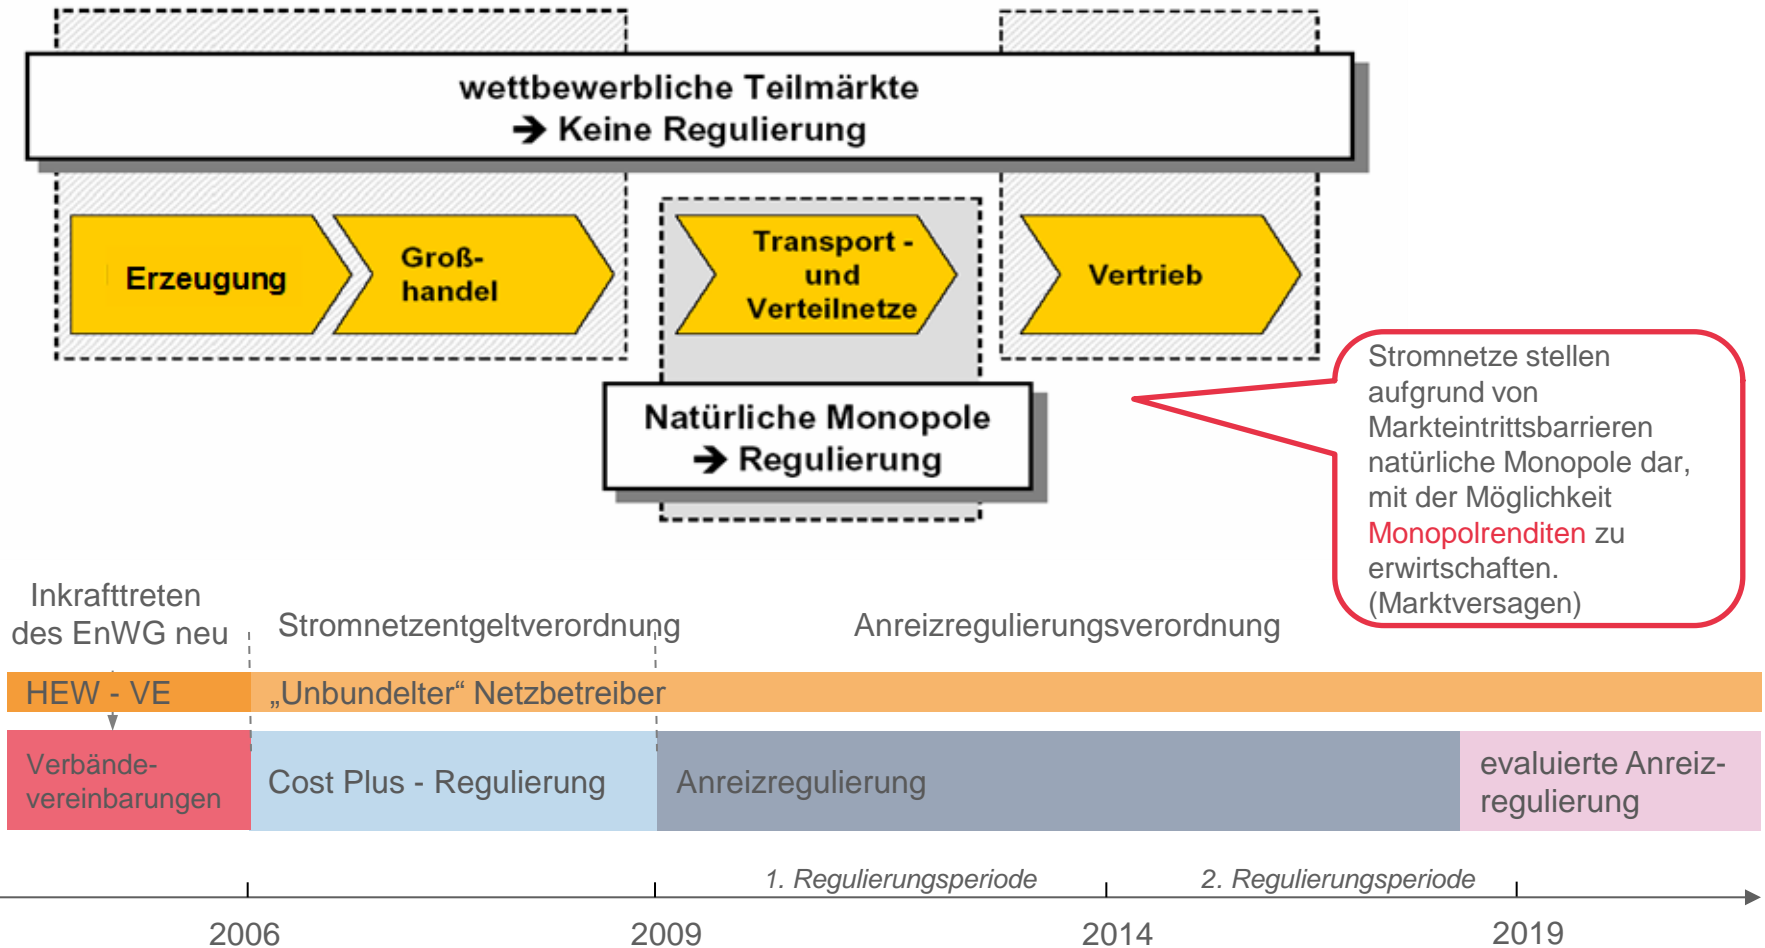 wettbewerbliche Teilmärkte
➔ Keine Regulierung
Erzeugung
Groß-
handel
Transport -
und
Verteilnetze
Vertrieb
Natürliche Monopole
➔ Regulierung
Stromnetze stellen
aufgrund von
Markteintrittsbarrieren
natürliche Monopole dar,
mit der Möglichkeit
Monopolrenditen zu
erwirtschaften.
(Marktversagen)
Inkrafttreten
des EnWG neu
Stromnetzentgeltverordnung
Anreizregulierungsverordnung
HEW - VE
„Unbundelter“ Netzbetreiber
Verbände-
vereinbarungen
Cost Plus - Regulierung
Anreizregulierung
evaluierte Anreiz-
regulierung
1. Regulierungsperiode
2. Regulierungsperiode
2006
2009
2014
2019